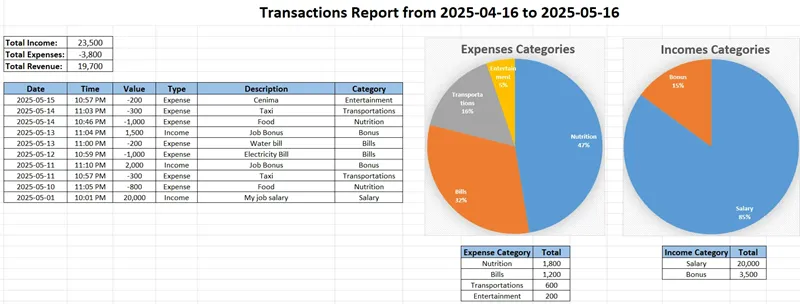 Transactions Report from 2025-04-16 to 2025-05-16
Total Income: 23,500
Total Expenses: -3,800
Total Revenue: 19,700
Date Time Value Type Description Category
2025-05-15 10:57 PM -200 Expense Cenima Entertainment
2025-05-14 11:03 PM -300 Expense Taxi Transportations
2025-05-14 10:46 PM -1,000 Expense Food Nutrition
2025-05-13 11:04 PM 1,500 Income Job Bonus Bonus
2025-05-13 11:00 PM -200 Expense Water bill Bills
2025-05-12 10:59 PM -1,000 Expense Electricity Bill Bills
2025-05-11 11:10 PM 2,000 Income Job Bonus Bonus
2025-05-11 10:57 PM -300 Expense Taxi Transportations
2025-05-10 11:05 PM -800 Expense Food Nutrition
2025-05-01 10:01 PM 20,000 Income My job salary Salary
Expenses Categories
Entertain
ment
5%
Transporta
tions
16%
Nutrition
47%
Bills
32%
Expense Category Total
Nutrition 1,800
Bills 1,200
Transportations 600
Entertainment 200
Incomes Categories
Bonus
15%
Salary
85%
Income Category Total
Salary 20,000
Bonus 3,500